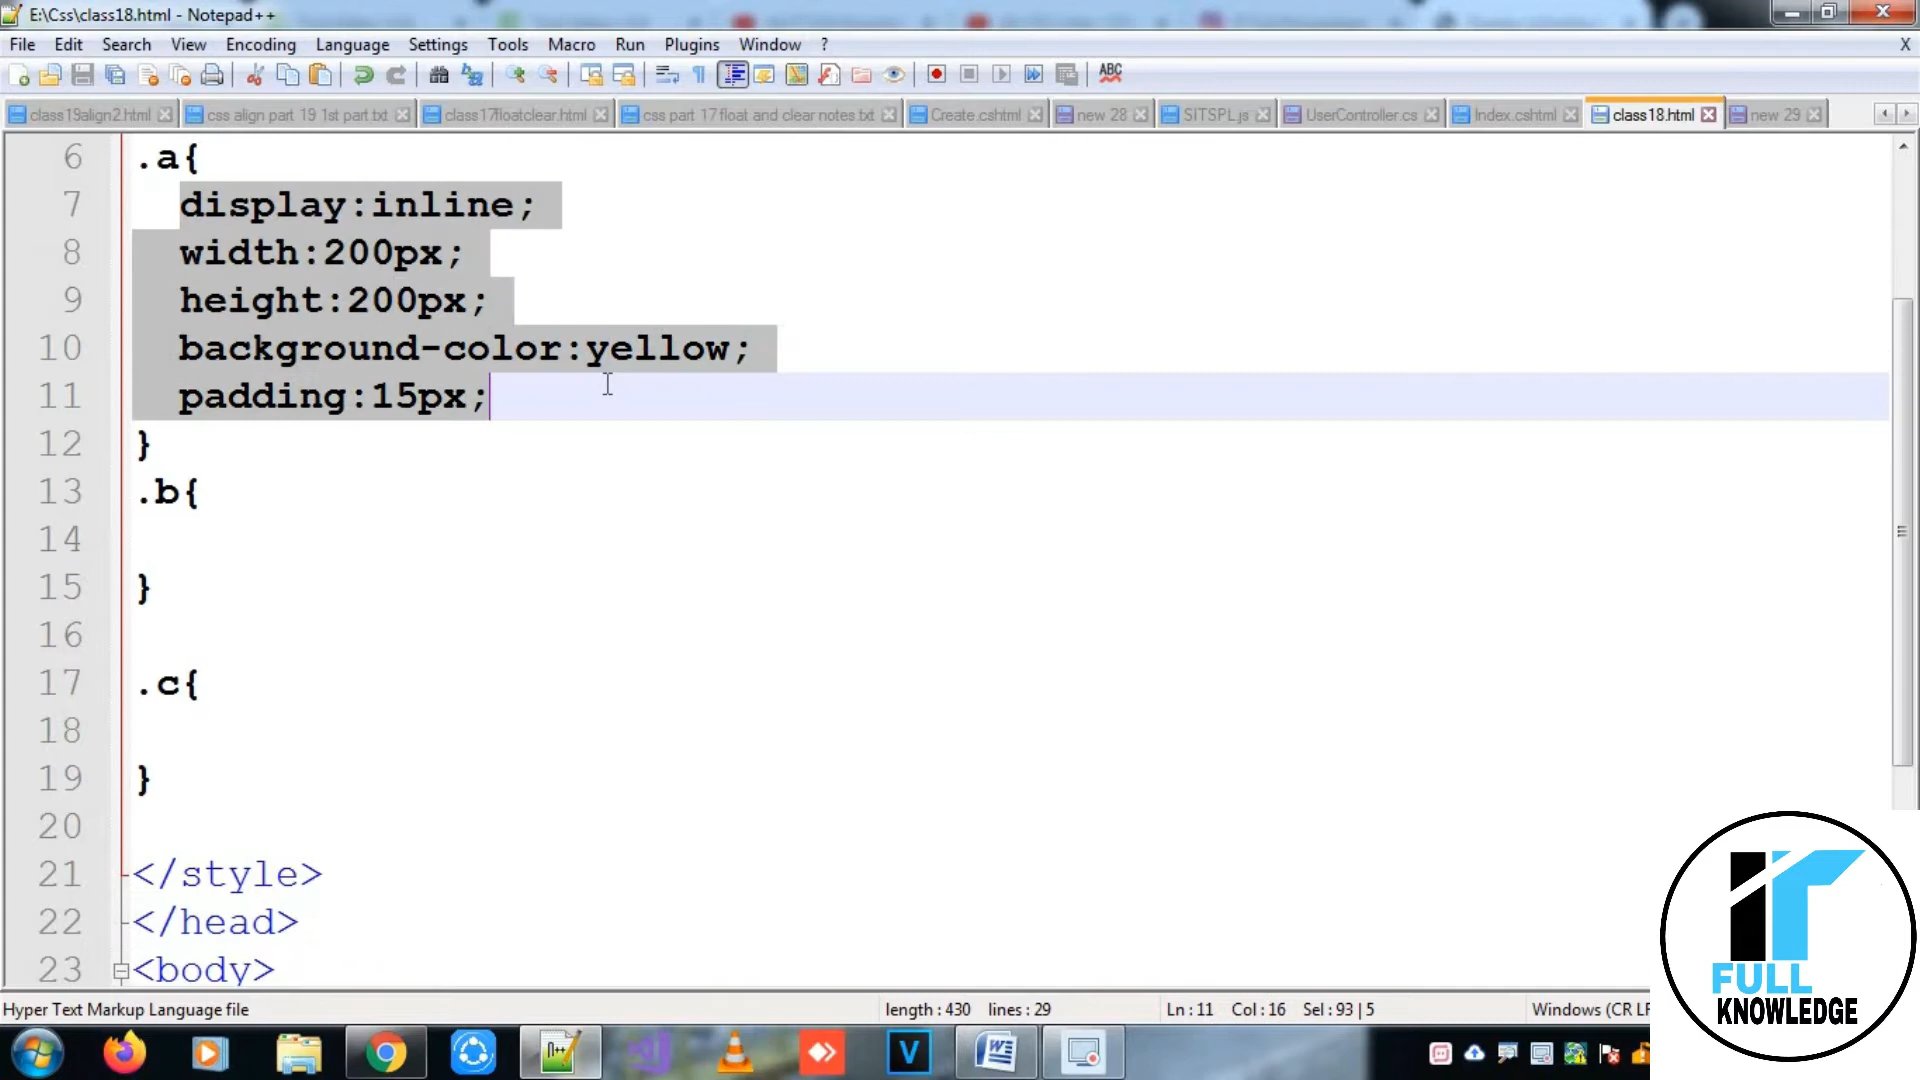 E:\Css\class18.html - Notepad++
File Edit Search View Encoding Language Settings Tools Macro Run Plugins Window ? X
ABC
class19align2.html css align part 19 1st part.txt class17floatclear.html css part 17 float and clear notes.txt Create.cshtml new 28 SITSPL.js UserController.cs Index.cshtml class18.html new 29
6 .a{
7 display:inline;
8 width:200px;
9 height:200px;
10 background-color:yellow;
11 padding:15px;
12 }
13 .b{
14
15 }
16
17 .c{
18
19 }
20
21 </style>
22 </head>
23 <body>
Hyper Text Markup Language file length : 430 lines : 29 Ln : 11 Col : 16 Sel : 93 | 5 Windows (CR LF
n++ V W
IT
FULL
KNOWLEDGE